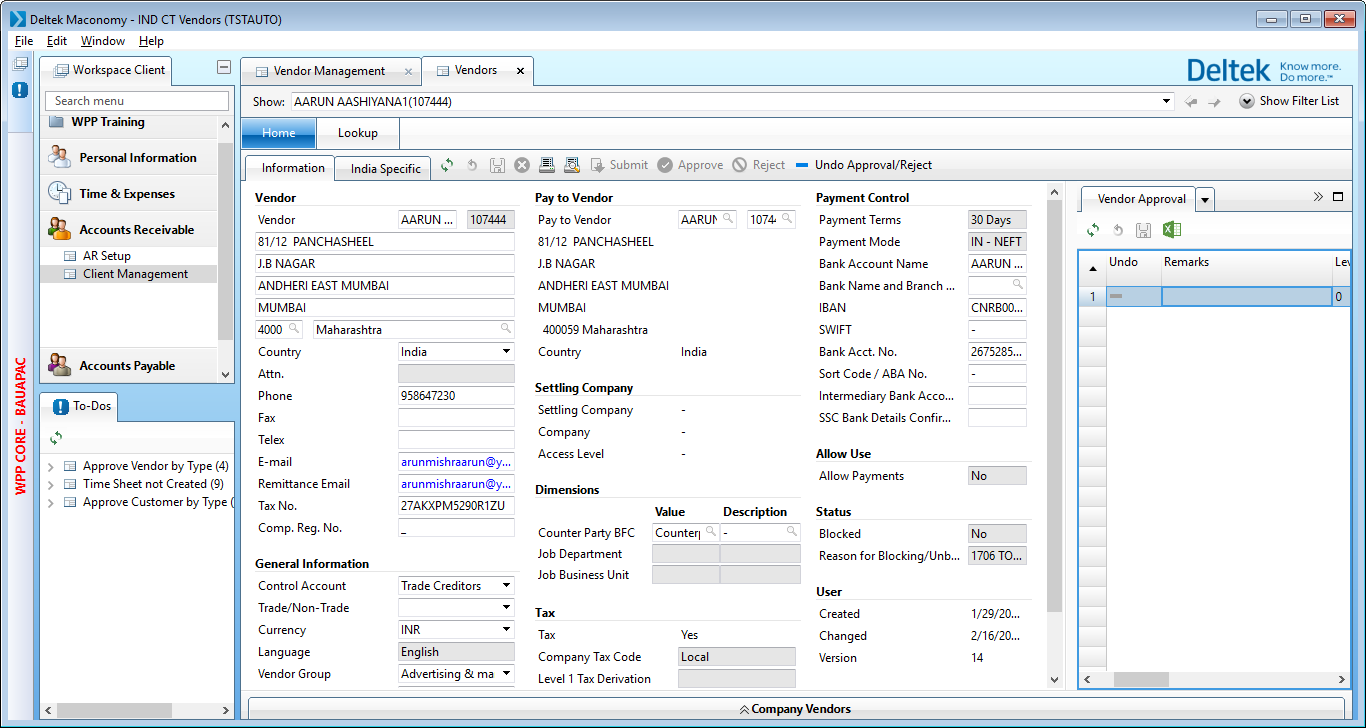 Deltek Maconomy - IND CT Vendors (TSTAUTO)
File Edit Window Help
Workspace Client
Vendor Management
Vendors
Deltek Know more. Do more.™
Search menu
Show: AARUN AASHIYANA1(107444)
Show Filter List
WPP Training
Personal Information
Time & Expenses
Accounts Receivable
AR Setup
Client Management
Accounts Payable
WPP CORE - BAUAPAC
To-Dos
Approve Vendor by Type (4)
Time Sheet not Created (9)
Approve Customer by Type (
Home Lookup
Information India Specific Submit Approve Reject Undo Approval/Reject
Vendor
Vendor AARUN ... 107444
81/12 PANCHASHEEL
J.B NAGAR
ANDHERI EAST MUMBAI
MUMBAI
4000 Maharashtra
Country India
Attn.
Phone 958647230
Fax
Telex
E-mail arunmishraarun@y...
Remittance Email arunmishraarun@y...
Tax No. 27AKXPM5290R1ZU
Comp. Reg. No. _
General Information
Control Account Trade Creditors
Trade/Non-Trade
Currency INR
Language English
Vendor Group Advertising & ma
Pay to Vendor
Pay to Vendor AARUN 1074
81/12 PANCHASHEEL
J.B NAGAR
ANDHERI EAST MUMBAI
MUMBAI
400059 Maharashtra
Country India
Settling Company
Settling Company -
Company -
Access Level -
Dimensions
Value Description
Counter Party BFC Counterp -
Job Department
Job Business Unit
Tax
Tax Yes
Company Tax Code Local
Level 1 Tax Derivation
Payment Control
Payment Terms 30 Days
Payment Mode IN - NEFT
Bank Account Name AARUN ...
Bank Name and Branch ...
IBAN CNRB00...
SWIFT -
Bank Acct. No. 2675285...
Sort Code / ABA No. -
Intermediary Bank Acco...
SSC Bank Details Confir...
Allow Use
Allow Payments No
Status
Blocked No
Reason for Blocking/Unb... 1706 TO...
User
Created 1/29/20...
Changed 2/16/20...
Version 14
Vendor Approval
Undo Remarks Lev
1 0
Company Vendors